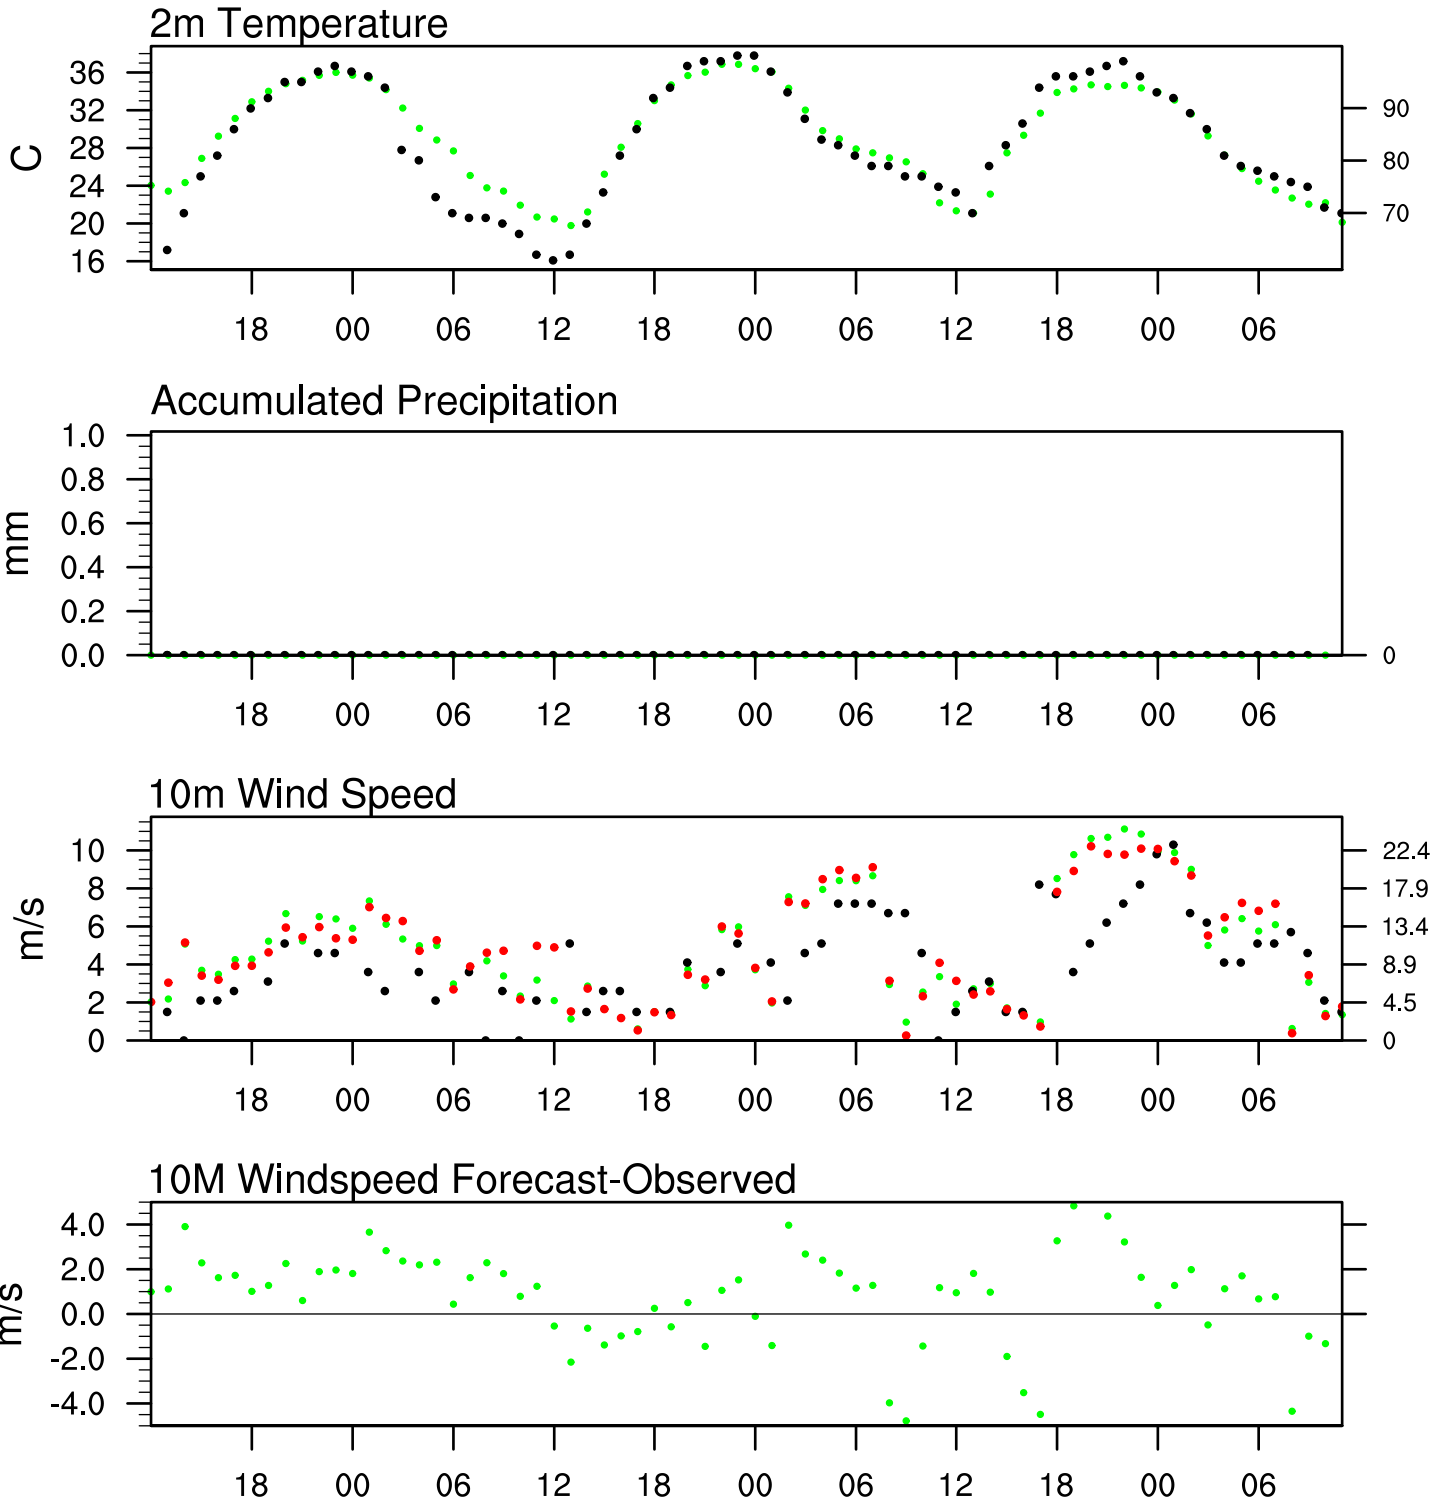 2m Temperature
36
32
28
24
20
16
C
90
80
70
18 00 06 12 18 00 06 12 18 00 06
Accumulated Precipitation
1.0
0.8
0.6
0.4
0.2
0.0
mm
0
18 00 06 12 18 00 06 12 18 00 06
10m Wind Speed
10
8
6
4
2
0
m/s
22.4
17.9
13.4
8.9
4.5
0
18 00 06 12 18 00 06 12 18 00 06
10M Windspeed Forecast-Observed
4.0
2.0
0.0
-2.0
-4.0
m/s
18 00 06 12 18 00 06 12 18 00 06